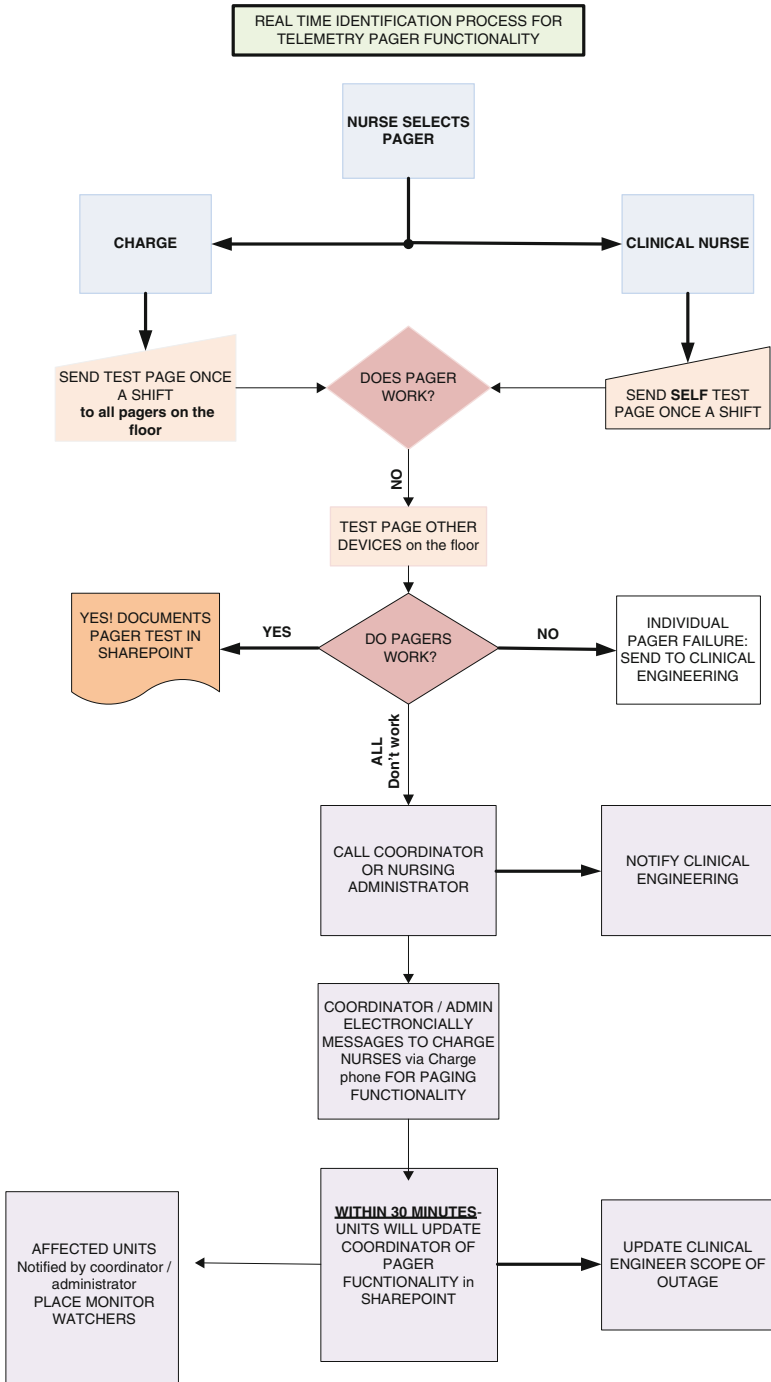 REAL TIME IDENTIFICATION PROCESS FOR
TELEMETRY PAGER FUNCTIONALITY
NURSE SELECTS
PAGER
CHARGE
CLINICAL NURSE
SEND TEST PAGE ONCE
A SHIFT
to all pagers on the
floor
DOES PAGER
WORK?
SEND SELF TEST
PAGE ONCE A SHIFT
NO
TEST PAGE OTHER
DEVICES on the floor
YES! DOCUMENTS
PAGER TEST IN
SHAREPOINT
YES
DO PAGERS
WORK?
NO
INDIVIDUAL
PAGER FAILURE:
SEND TO CLINICAL
ENGINEERING
ALL
Don't work
CALL COORDINATOR
OR NURSING
ADMINISTRATOR
NOTIFY CLINICAL
ENGINEERING
COORDINATOR / ADMIN
ELECTRONCIALLY
MESSAGES TO CHARGE
NURSES via Charge
phone FOR PAGING
FUNCTIONALITY
AFFECTED UNITS
Notified by coordinator /
administrator
PLACE MONITOR
WATCHERS
WITHIN 30 MINUTES-
UNITS WILL UPDATE
COORDINATOR OF
PAGER
FUCNTIONALITY in
SHAREPOINT
UPDATE CLINICAL
ENGINEER SCOPE OF
OUTAGE